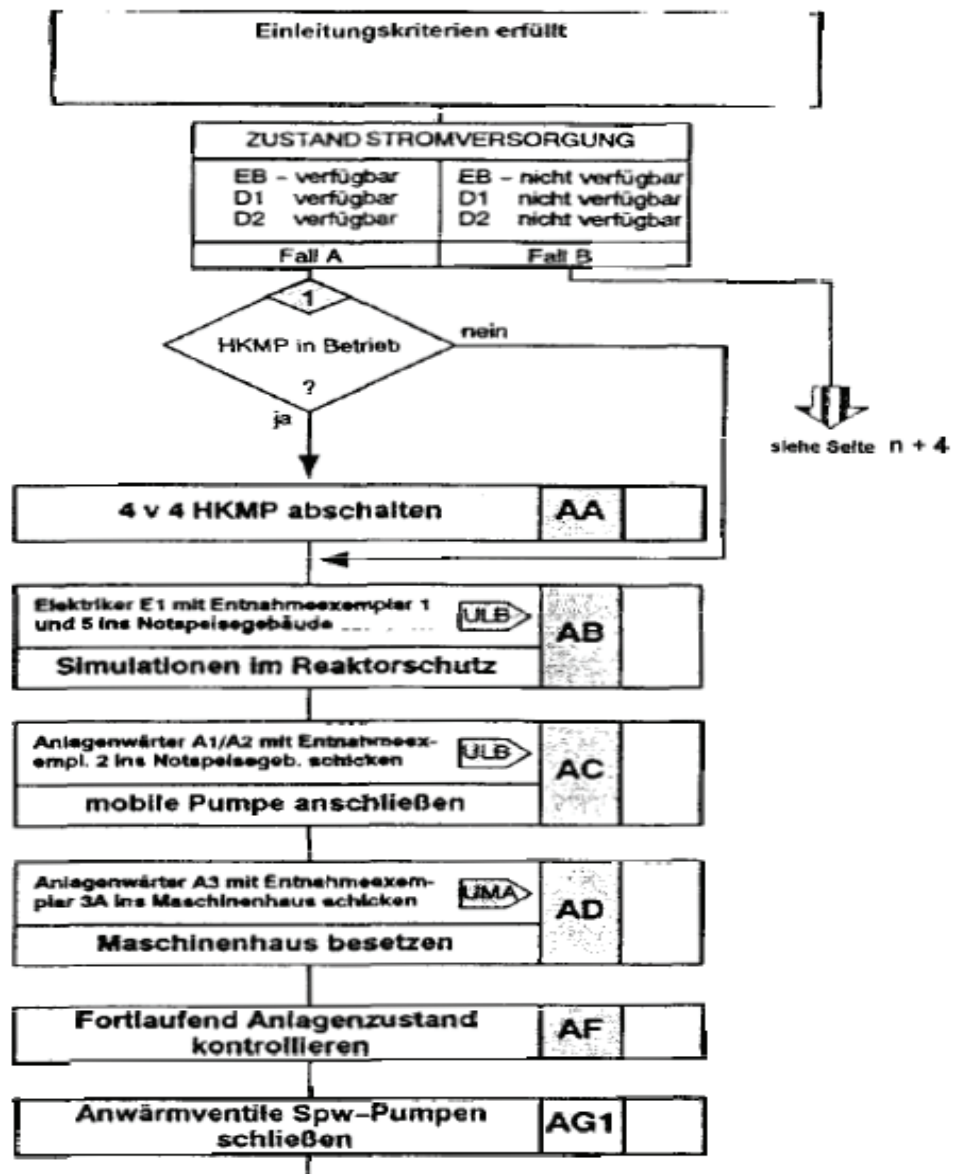 Einleitungskriterien erfüllt
ZUSTAND STROMVERSORGUNG
EB – verfügbar
D1 verfügbar
D2 verfügbar
EB – nicht verfügbar
D1 nicht verfügbar
D2 nicht verfügbar
Fall A
Fall B
1
HKMP in Betrieb
?
nein
ja
siehe Seite n + 4
4 v 4 HKMP abschalten
AA
Elektriker E1 mit Entnahmeexemplar 1
und 5 ins Notspeisegebäude
ULB
AB
Simulationen im Reaktorschutz
Anlagenwärter A1/A2 mit Entnahmeex-
empl. 2 ins Notspeisegeb. schicken
ULB
AC
mobile Pumpe anschließen
Anlagenwärter A3 mit Entnahmeexem-
plar 3A ins Maschinenhaus schicken
UMA
AD
Maschinenhaus besetzen
Fortlaufend Anlagenzustand
kontrollieren
AF
Anwärmventile Spw-Pumpen
schließen
AG1